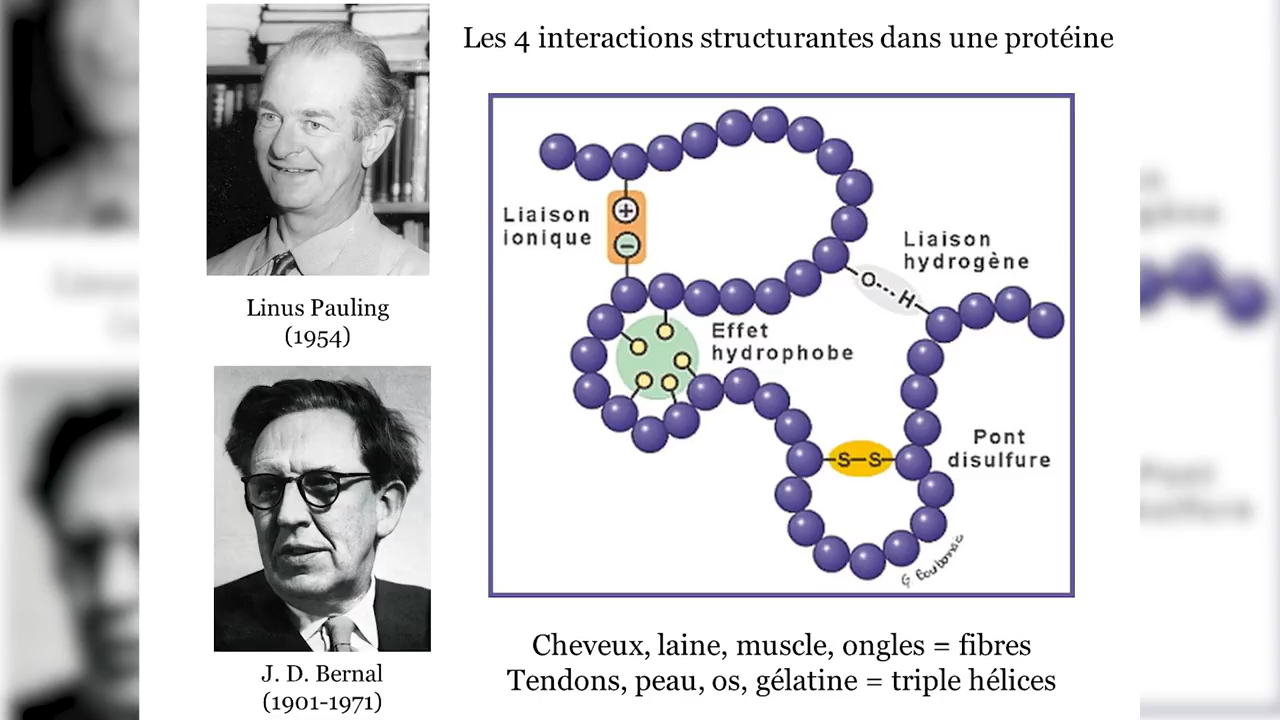 Les 4 interactions structurantes dans une protéine
Linus Pauling
(1954)
J. D. Bernal
(1901-1971)
Liaison
ionique
+
−
Liaison
hydrogène
O H
Effet
hydrophobe
Pont
disulfure
S S
G Bourbonnais
Cheveux, laine, muscle, ongles = fibres
Tendons, peau, os, gélatine = triple hélices